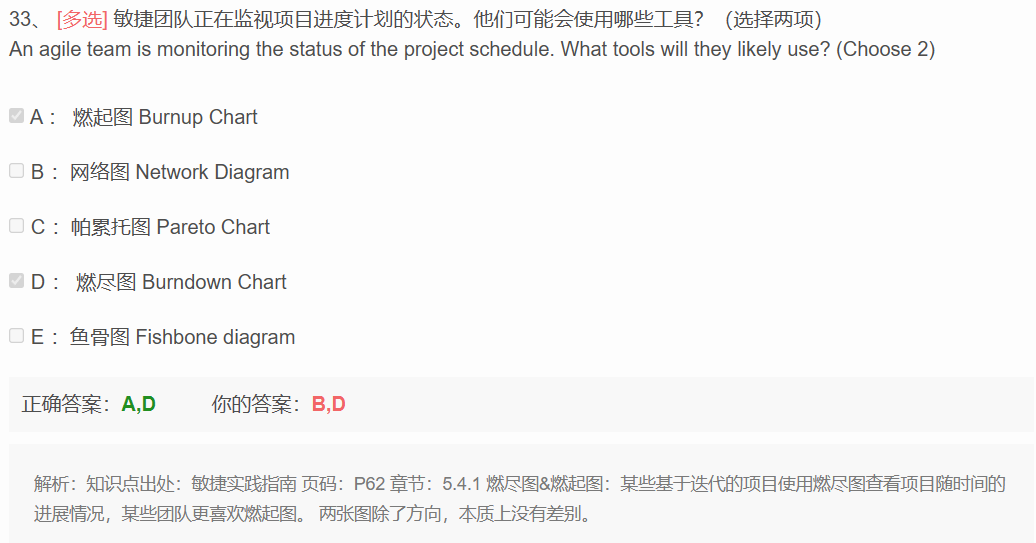 33、 [多选] 敏捷团队正在监视项目进度计划的状态。他们可能会使用哪些工具？（选择两项）
An agile team is monitoring the status of the project schedule. What tools will they likely use? (Choose 2)
A： 燃起图 Burnup Chart
B：网络图 Network Diagram
C：帕累托图 Pareto Chart
D： 燃尽图 Burndown Chart
E：鱼骨图 Fishbone diagram
正确答案：A,D 你的答案：B,D
解析：知识点出处：敏捷实践指南 页码：P62 章节：5.4.1 燃尽图&燃起图：某些基于迭代的项目使用燃尽图查看项目随时间的
进展情况，某些团队更喜欢燃起图。 两张图除了方向，本质上没有差别。